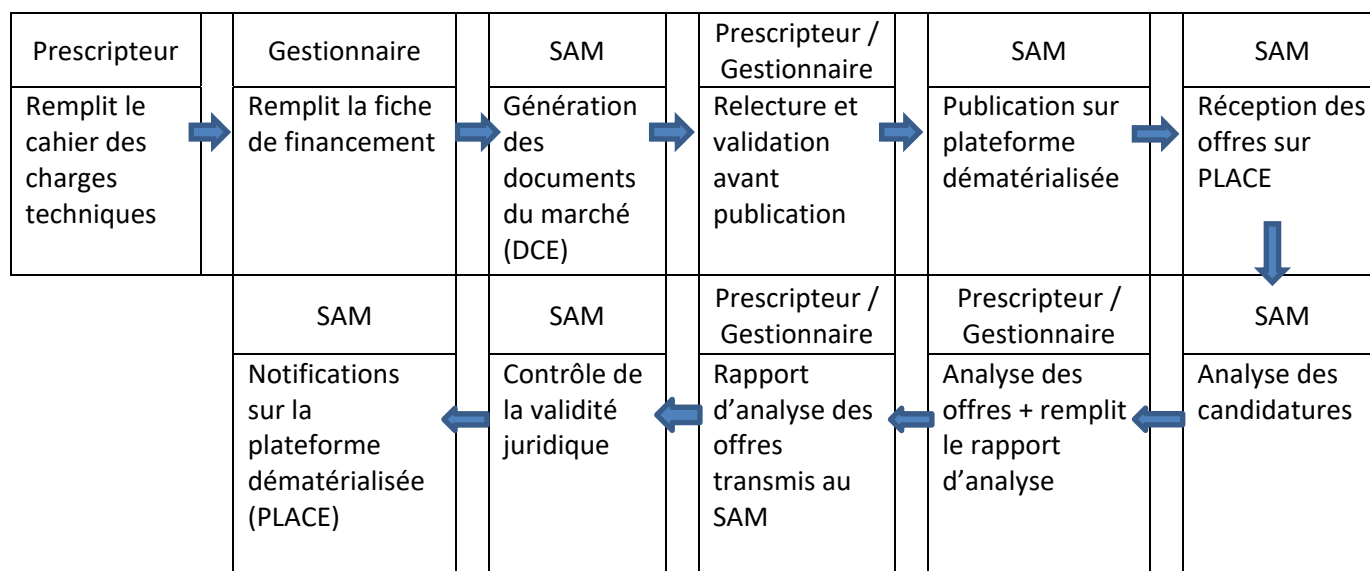 Prescripteur
Remplit le
cahier des
charges
techniques
Gestionnaire
Remplit la fiche
de financement
SAM
Génération
des
documents
du marché
(DCE)
Prescripteur /
Gestionnaire
Relecture et
validation
avant
publication
SAM
Publication sur
plateforme
dématérialisée
SAM
Réception des
offres sur
PLACE
SAM
Analyse des
candidatures
Prescripteur /
Gestionnaire
Analyse des
offres + remplit
le rapport
d’analyse
Prescripteur /
Gestionnaire
Rapport
d’analyse des
offres
transmis au
SAM
SAM
Contrôle de
la validité
juridique
SAM
Notifications
sur la
plateforme
dématérialisée
(PLACE)